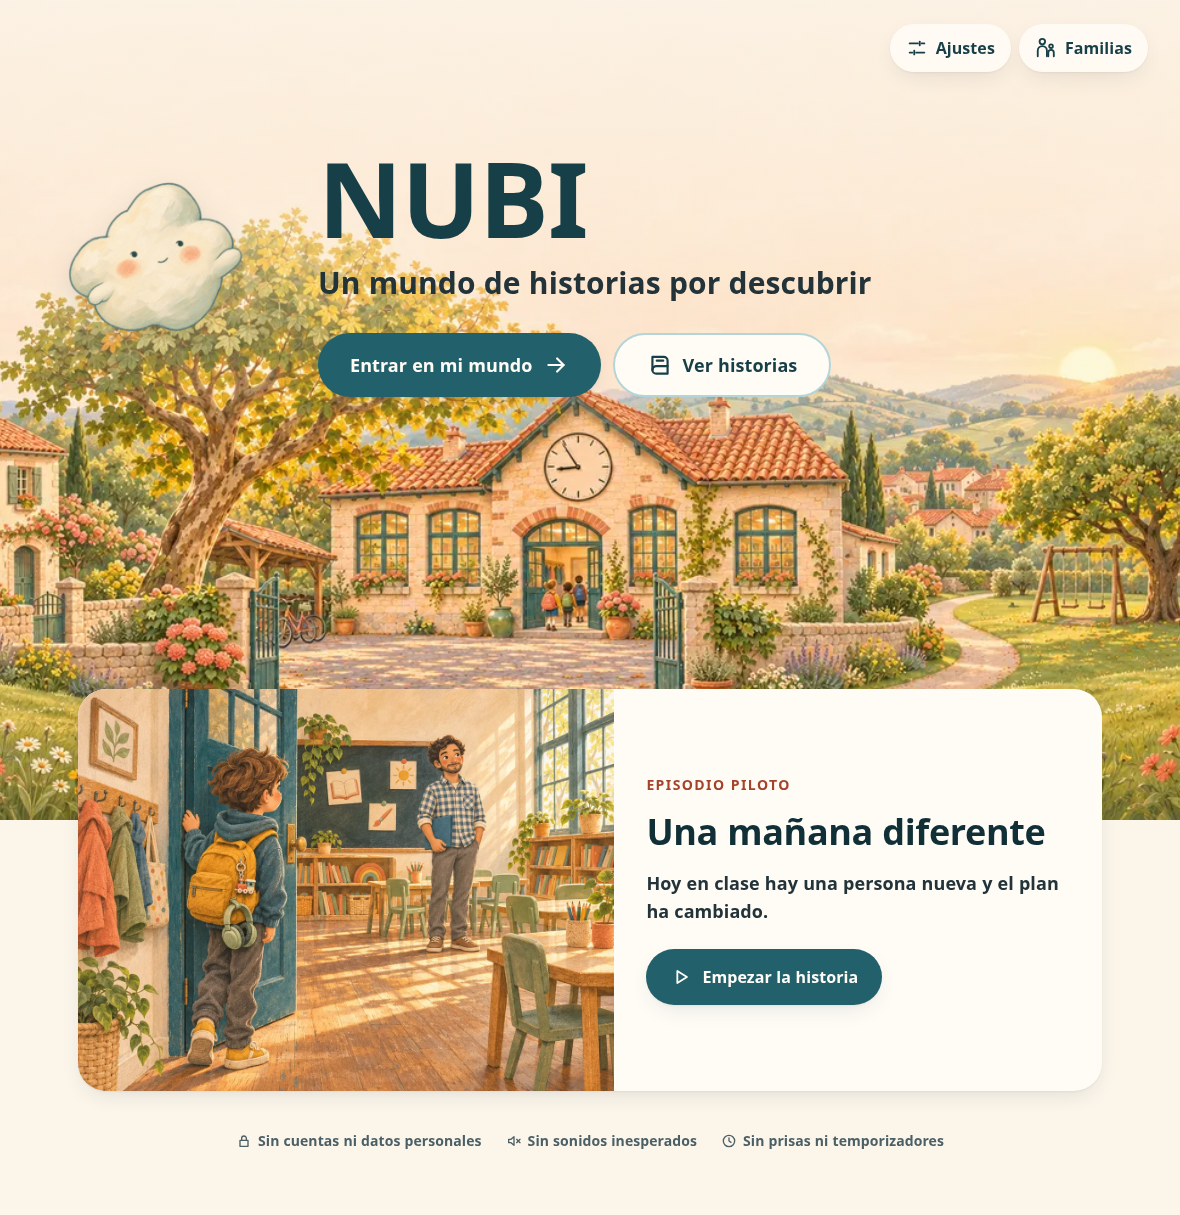 Ajustes
Familias
NUBI
Un mundo de historias por descubrir
Entrar en mi mundo
Ver historias
EPISODIO PILOTO
Una mañana diferente
Hoy en clase hay una persona nueva y el plan
ha cambiado.
Empezar la historia
Sin cuentas ni datos personales
Sin sonidos inesperados
Sin prisas ni temporizadores